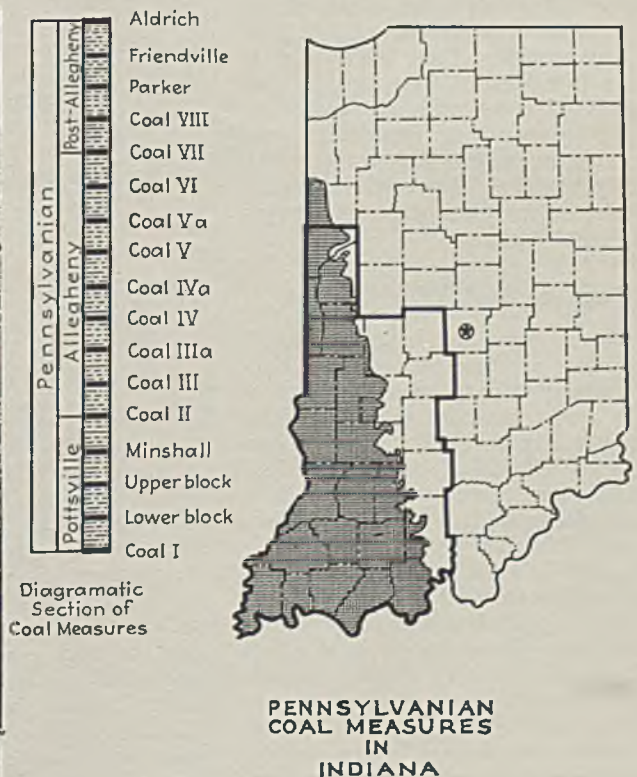 Aldrich
Friendville
Parker
Coal VIII
Coal VII
Coal VI
Coal Va
Coal V
Coal IVa
Coal IV
Coal IIIa
Coal III
Coal II
Minshall
Upper block
Lower block
Coal I
Pennsylvanian
Post-Allegheny
Allegheny
Pottsville
Diagramatic
Section of
Coal Measures
PENNSYLVANIAN
COAL MEASURES
IN
INDIANA